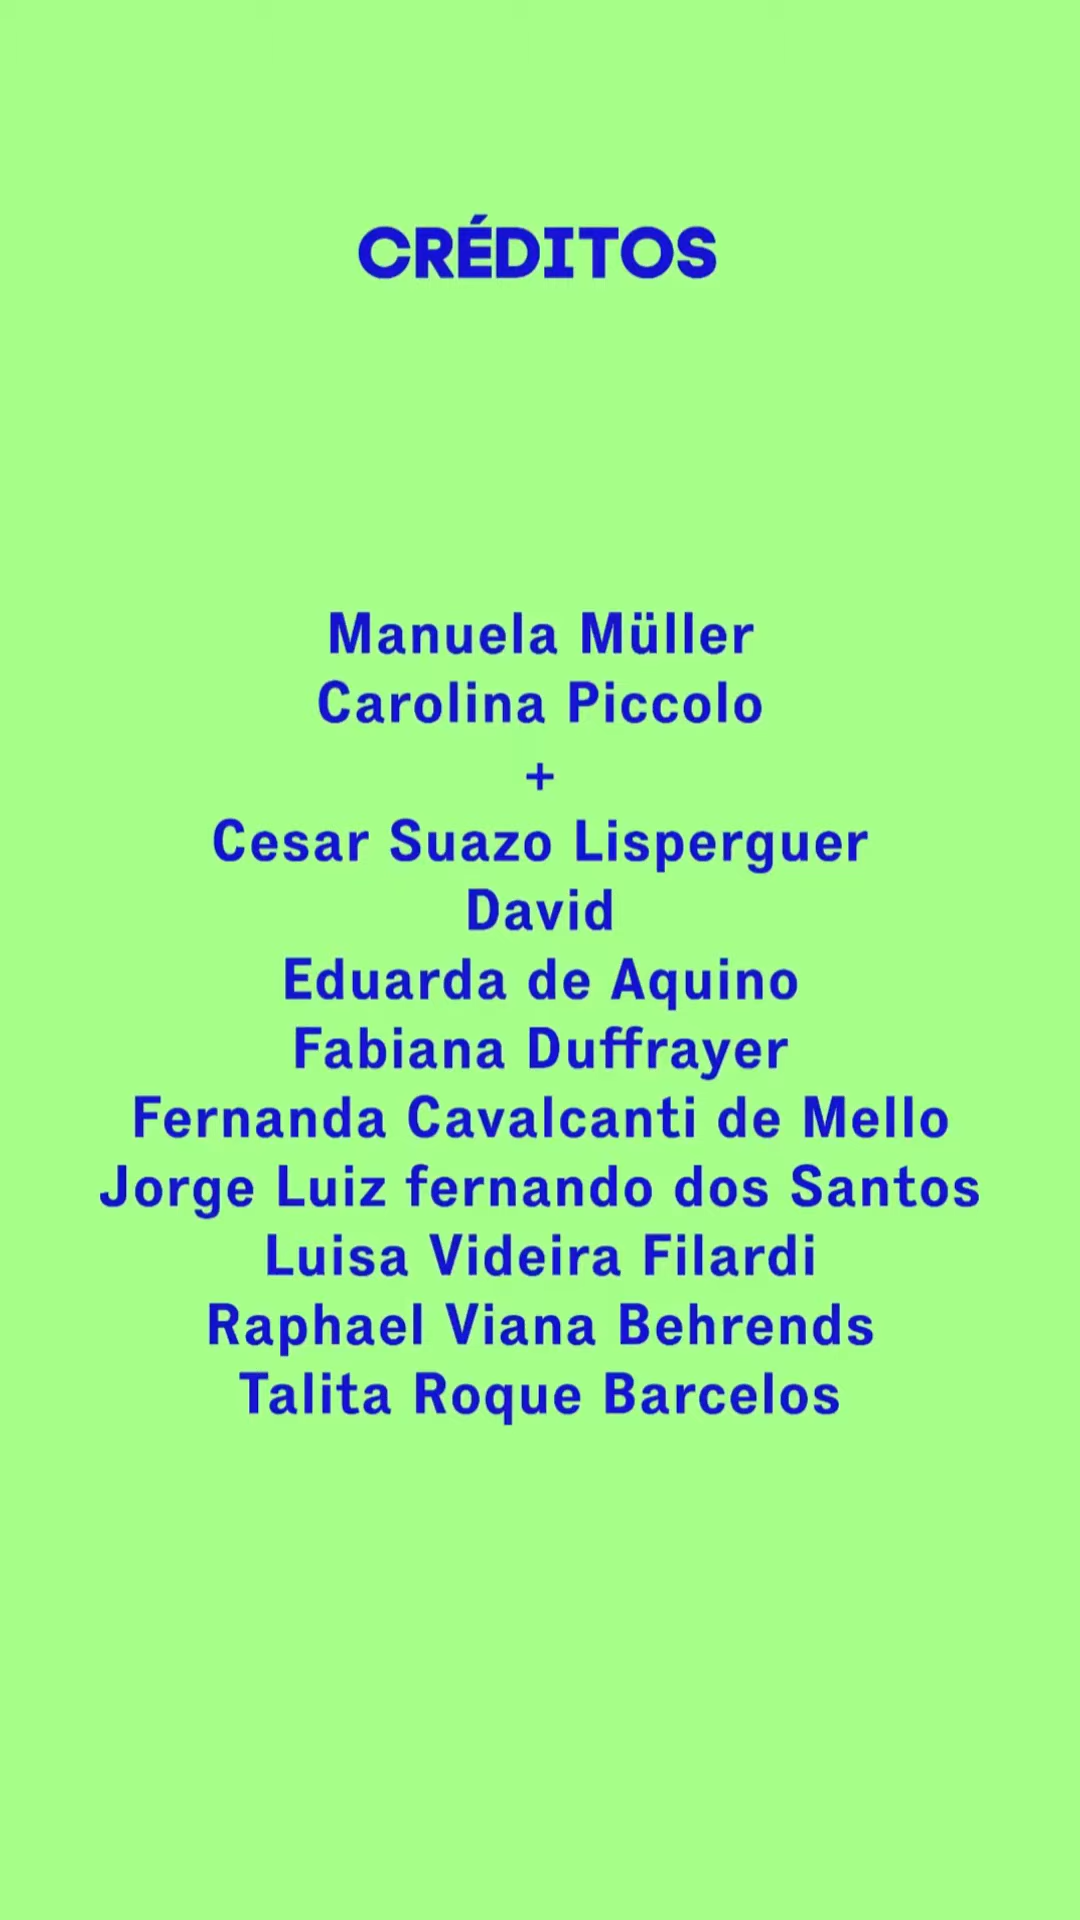 CRÉDITOS
Manuela Müller
Carolina Piccolo
+
Cesar Suazo Lisperguer
David
Eduarda de Aquino
Fabiana Duffrayer
Fernanda Cavalcanti de Mello
Jorge Luiz fernando dos Santos
Luisa Videira Filardi
Raphael Viana Behrends
Talita Roque Barcelos